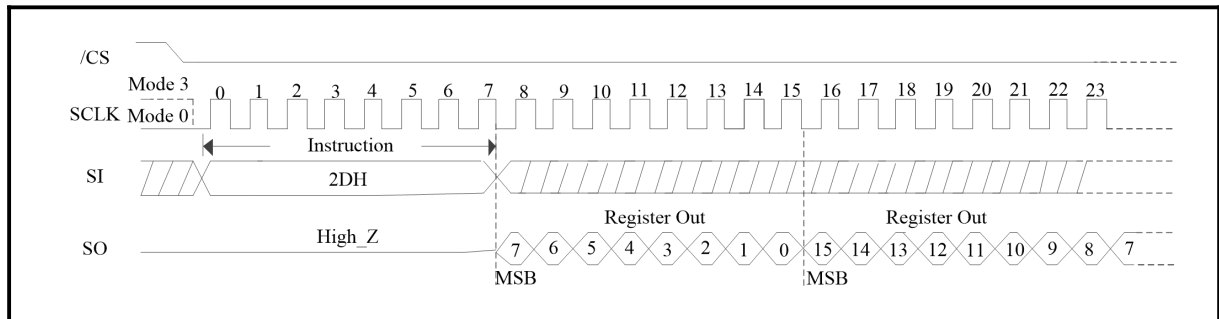 /CS
Mode 3
0 1 2 3 4 5 6 7 8 9 10 11 12 13 14 15 16 17 18 19 20 21 22 23
SCLK Mode 0
Instruction
SI 2DH
Register Out Register Out
SO High_Z 7 6 5 4 3 2 1 0 15 14 13 12 11 10 9 8 7
MSB MSB